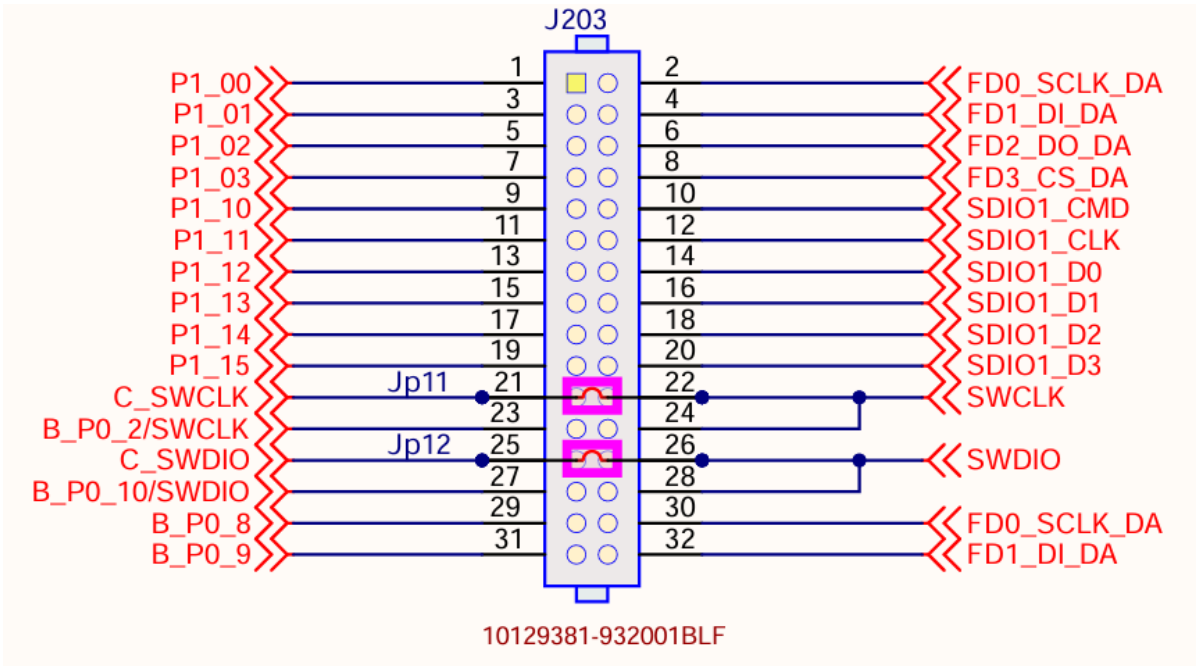 J203
P1_00 1 2 FD0_SCLK_DA
P1_01 3 4 FD1_DI_DA
P1_02 5 6 FD2_DO_DA
P1_03 7 8 FD3_CS_DA
P1_10 9 10 SDIO1_CMD
P1_11 11 12 SDIO1_CLK
P1_12 13 14 SDIO1_D0
P1_13 15 16 SDIO1_D1
P1_14 17 18 SDIO1_D2
P1_15 19 20 SDIO1_D3
C_SWCLK Jp11 21 22 SWCLK
B_P0_2/SWCLK 23 24
C_SWDIO Jp12 25 26 SWDIO
B_P0_10/SWDIO 27 28
B_P0_8 29 30 FD0_SCLK_DA
B_P0_9 31 32 FD1_DI_DA
10129381-932001BLF